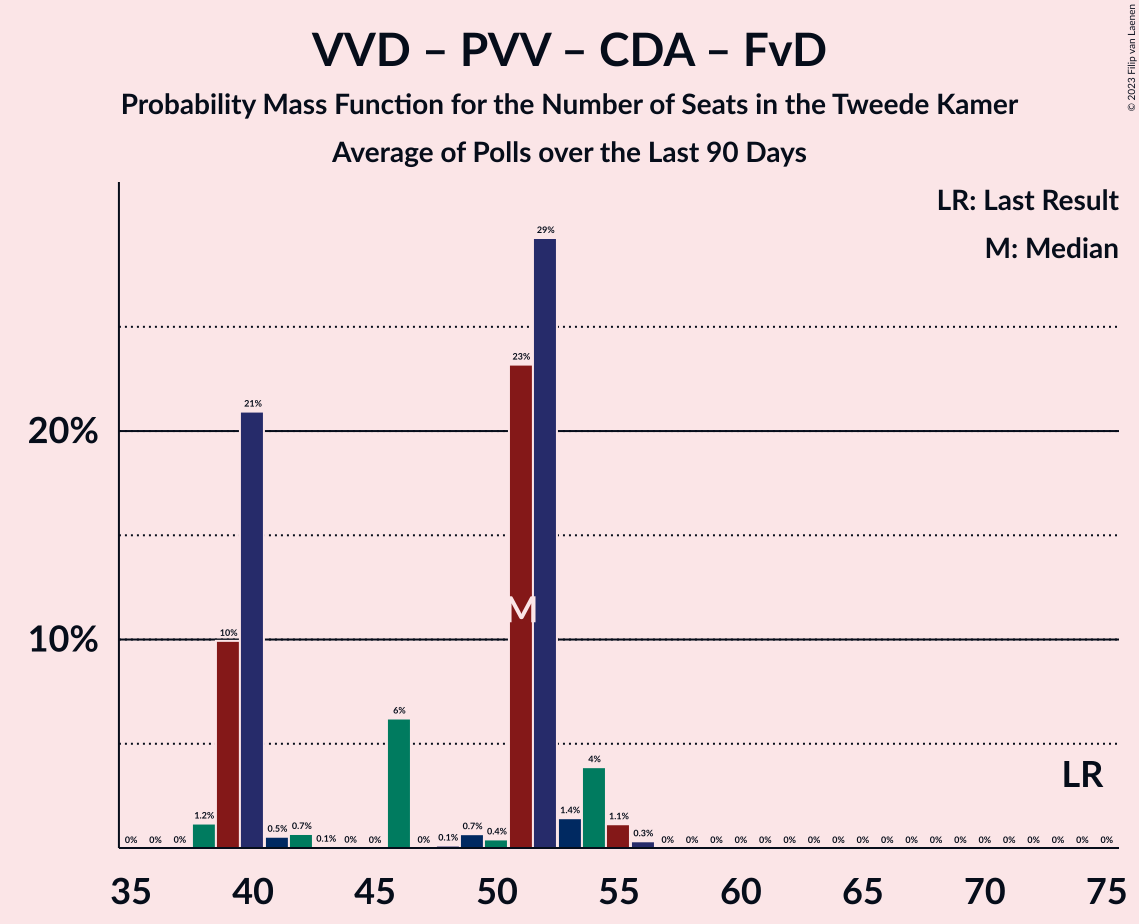 VVD – PVV – CDA – FvD
Probability Mass Function for the Number of Seats in the Tweede Kamer
Average of Polls over the Last 90 Days
© 2023 Filip van Laenen
LR: Last Result
M: Median
20%
10%
0% 0% 0% 1.2% 10% 21% 0.5% 0.7% 0.1% 0% 0% 6% 0% 0.1% 0.7% 0.4% 23% 29% 1.4% 4% 1.1% 0.3% 0% 0% 0% 0% 0% 0% 0% 0% 0% 0% 0% 0% 0% 0% 0% 0% 0% 0% 0%
M
LR
35 40 45 50 55 60 65 70 75